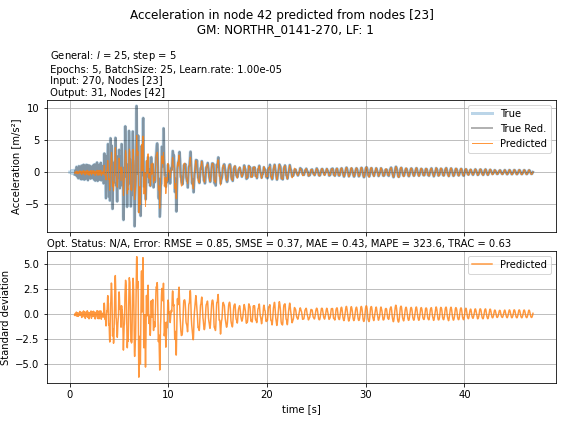 Acceleration in node 42 predicted from nodes [23]
GM: NORTHR_0141-270, LF: 1
General: l = 25, step = 5
Epochs: 5, BatchSize: 25, Learn.rate: 1.00e-05
Input: 270, Nodes [23]
Output: 31, Nodes [42]
Acceleration [m/s²]
10
5
0
−5
True
True Red.
Predicted
Opt. Status: N/A, Error: RMSE = 0.85, SMSE = 0.37, MAE = 0.43, MAPE = 323.6, TRAC = 0.63
Standard deviation
5.0
2.5
0.0
−2.5
−5.0
Predicted
0 10 20 30 40
time [s]